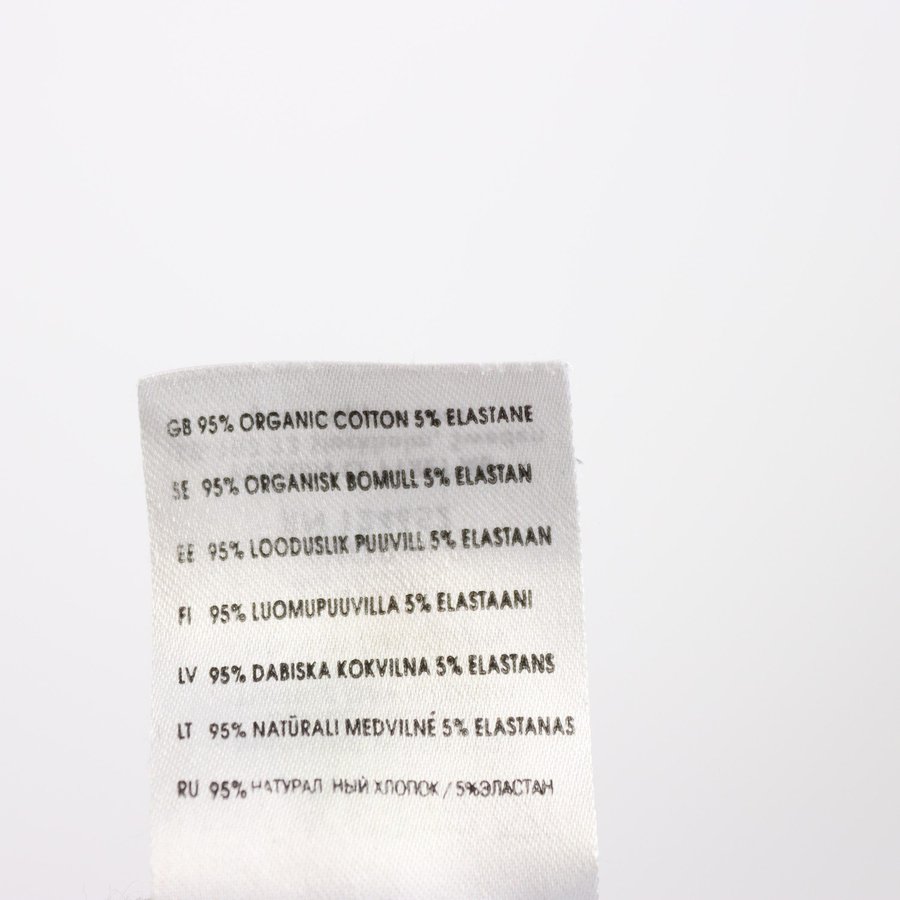 GB 95% ORGANIC COTTON 5% ELASTANE
SE 95% ORGANISK BOMULL 5% ELASTAN
EE 95% LOODUSLIK PUUVILL 5% ELASTAAN
FI 95% LUOMUPUUVILLA 5% ELASTAANI
LV 95% DABISKA KOKVILNA 5% ELASTANS
LT 95% NATŪRALI MEDVILNĖ 5% ELASTANAS
RU 95% НАТУРАЛ НЫЙ ХЛОПОК / 5%ЭЛАСТАН